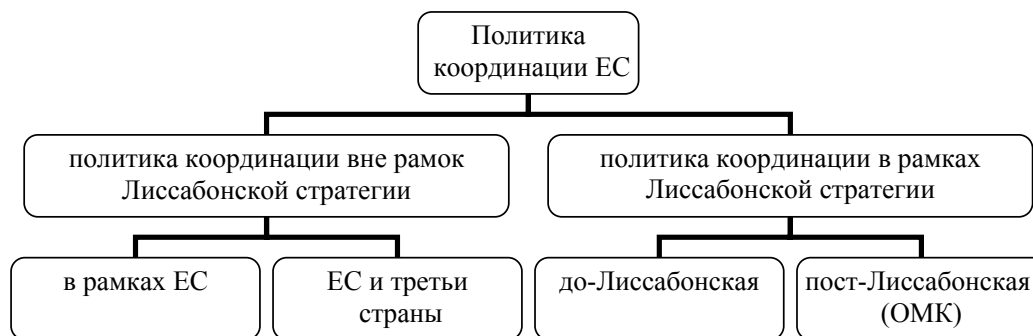 Политика
координации ЕС
политика координации вне рамок
Лиссабонской стратегии
политика координации в рамках
Лиссабонской стратегии
в рамках ЕС
ЕС и третьи
страны
до-Лиссабонская
пост-Лиссабонская
(ОМК)